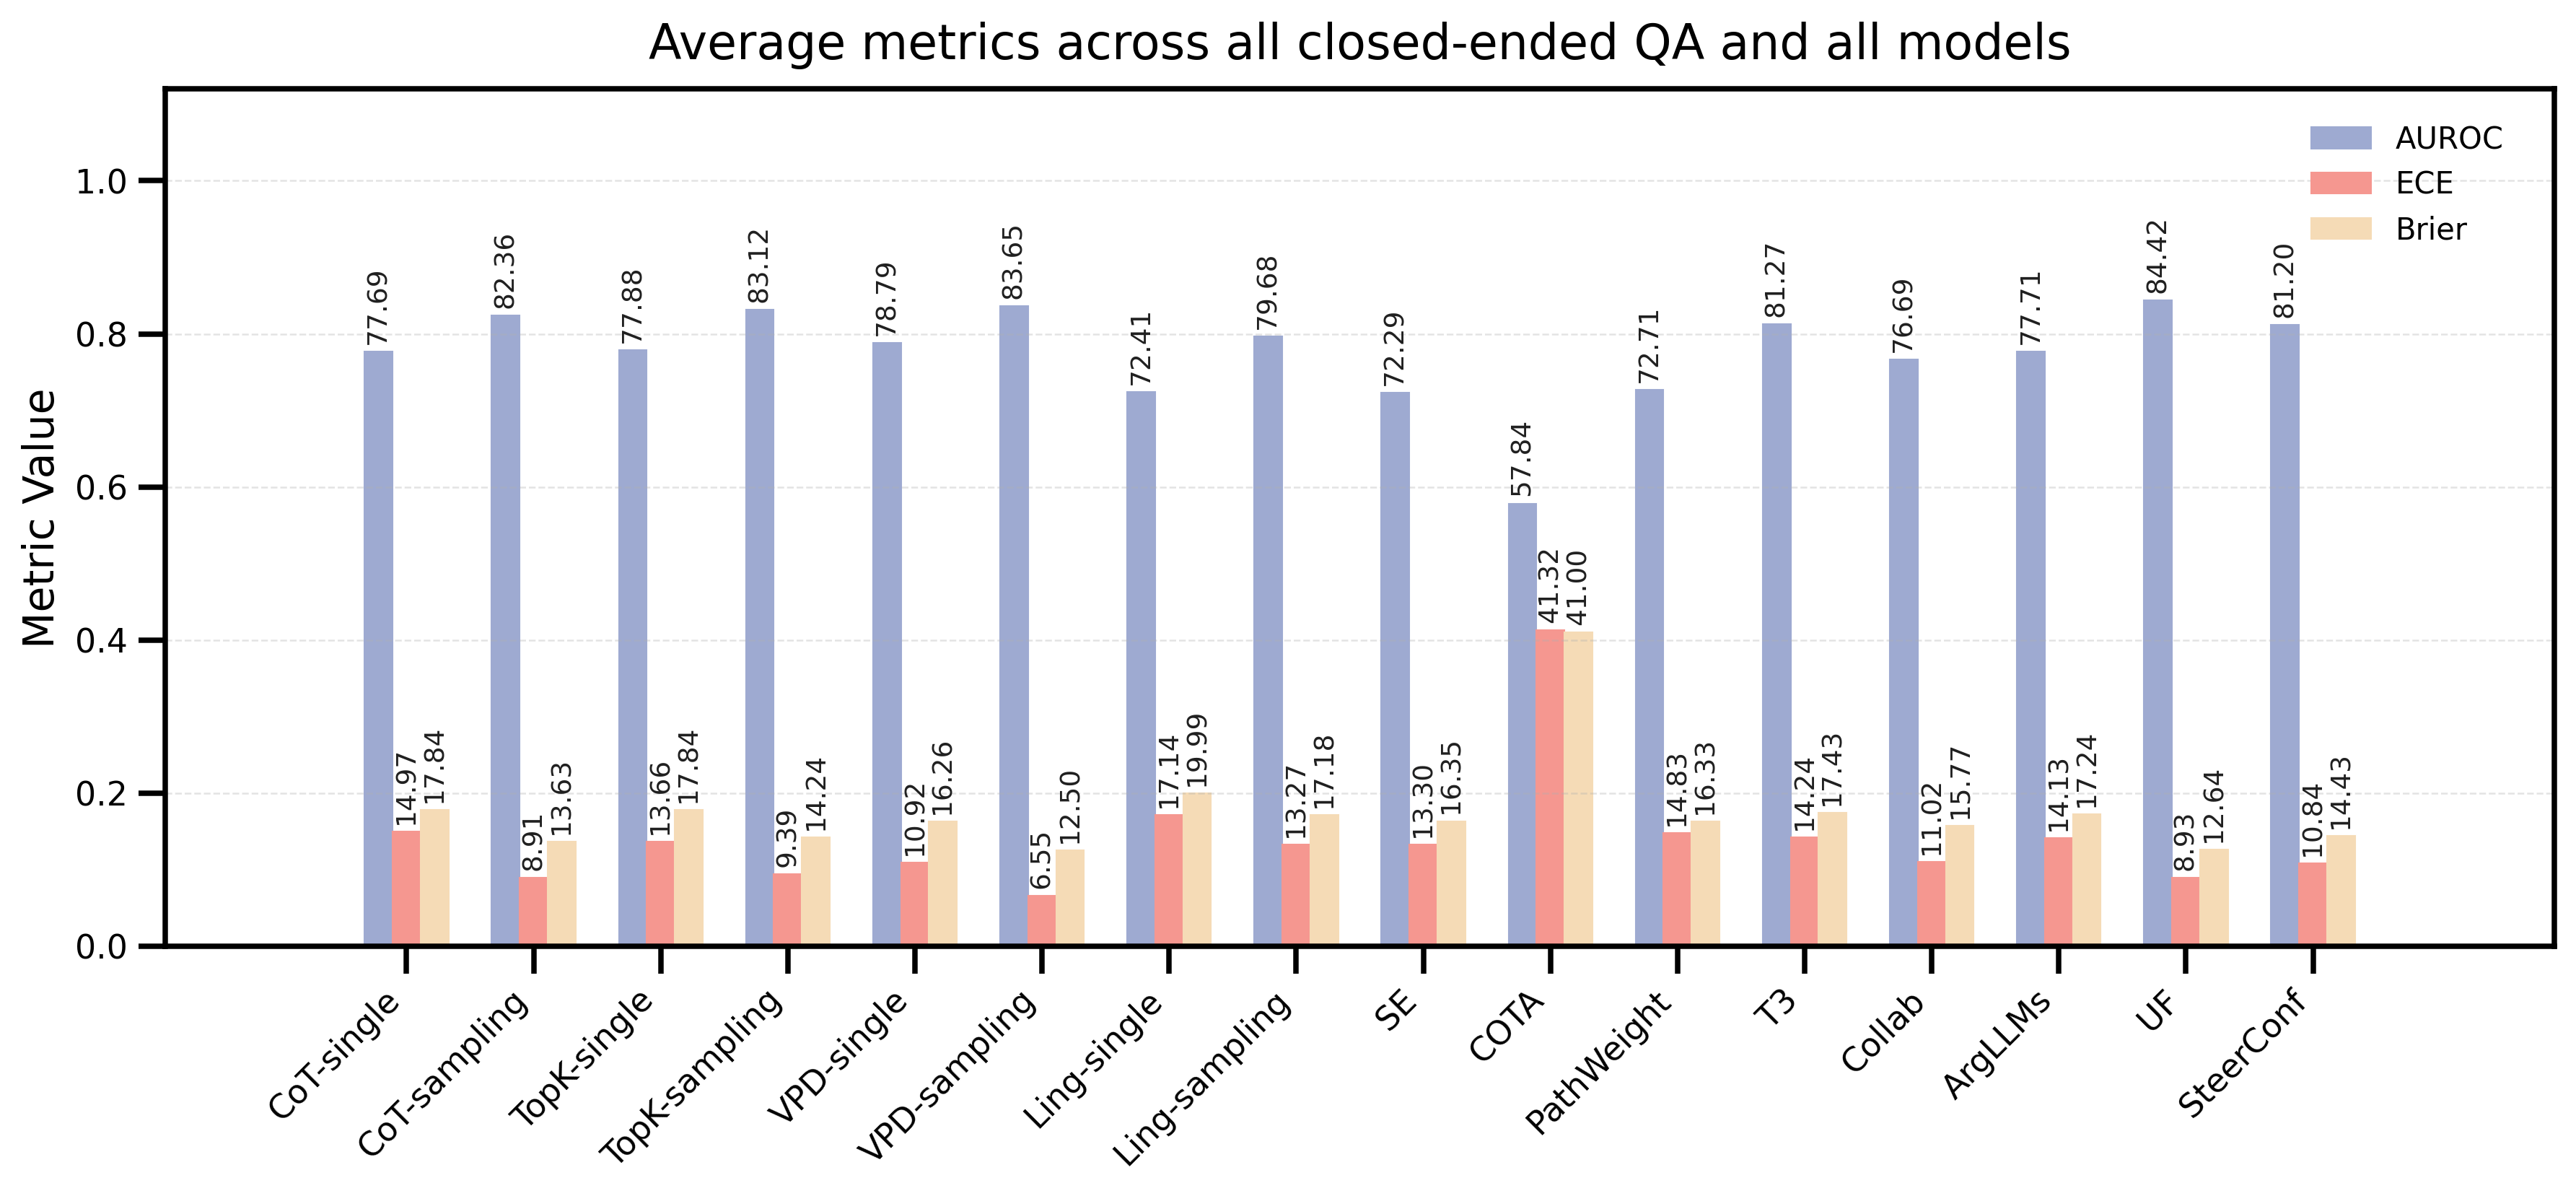 Average metrics across all closed-ended QA and all models
Metric Value
1.0
0.8
0.6
0.4
0.2
0.0
AUROC
ECE
Brier
77.69
14.97
17.84
82.36
8.91
13.63
77.88
13.66
17.84
83.12
9.39
14.24
78.79
10.92
16.26
83.65
6.55
12.50
72.41
17.14
19.99
79.68
13.27
17.18
72.29
13.30
16.35
57.84
41.32
41.00
72.71
14.83
16.33
81.27
14.24
17.43
76.69
11.02
15.77
77.71
14.13
17.24
84.42
8.93
12.64
81.20
10.84
14.43
CoT-single
CoT-sampling
TopK-single
TopK-sampling
VPD-single
VPD-sampling
Ling-single
Ling-sampling
SE
COTA
PathWeight
T3
Collab
ArgLLMs
UF
SteerConf